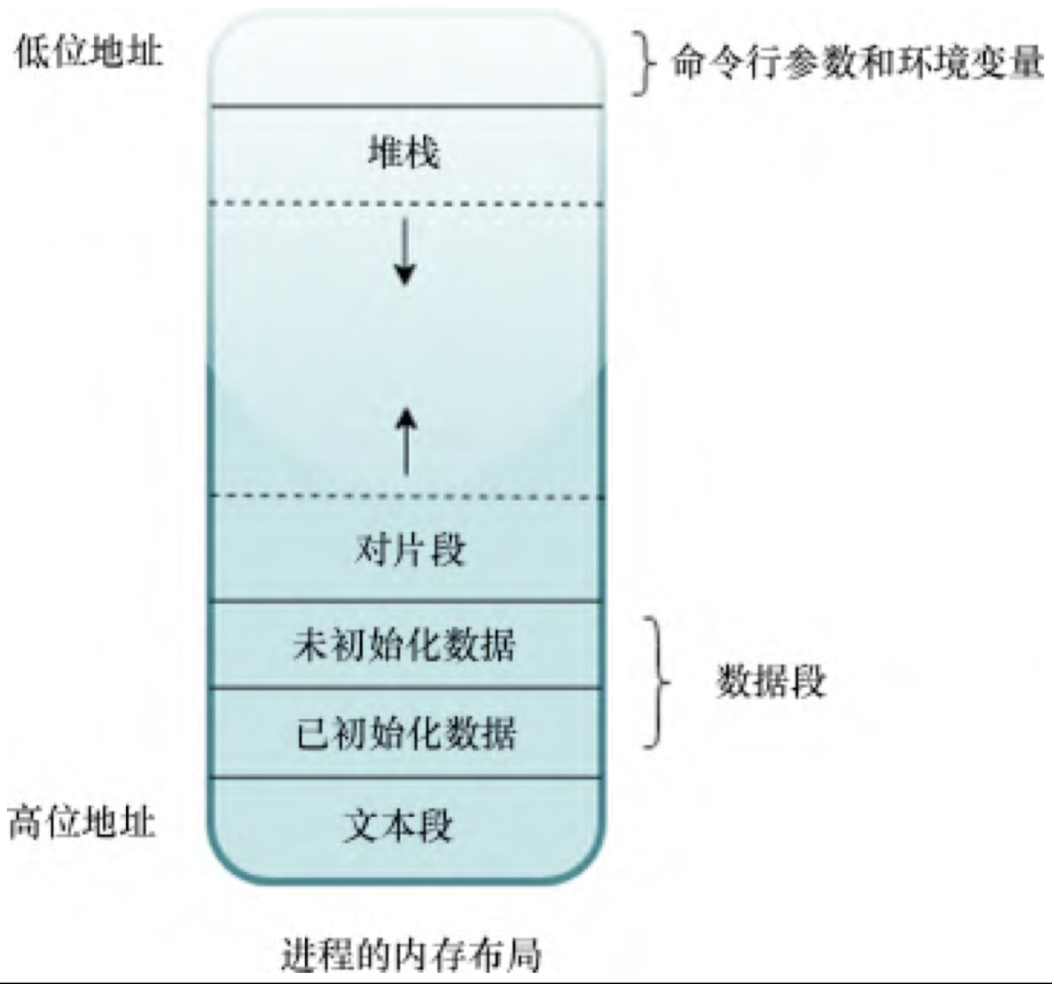 低位地址
命令行参数和环境变量
堆栈
对片段
未初始化数据
数据段
已初始化数据
高位地址
文本段
进程的内存布局